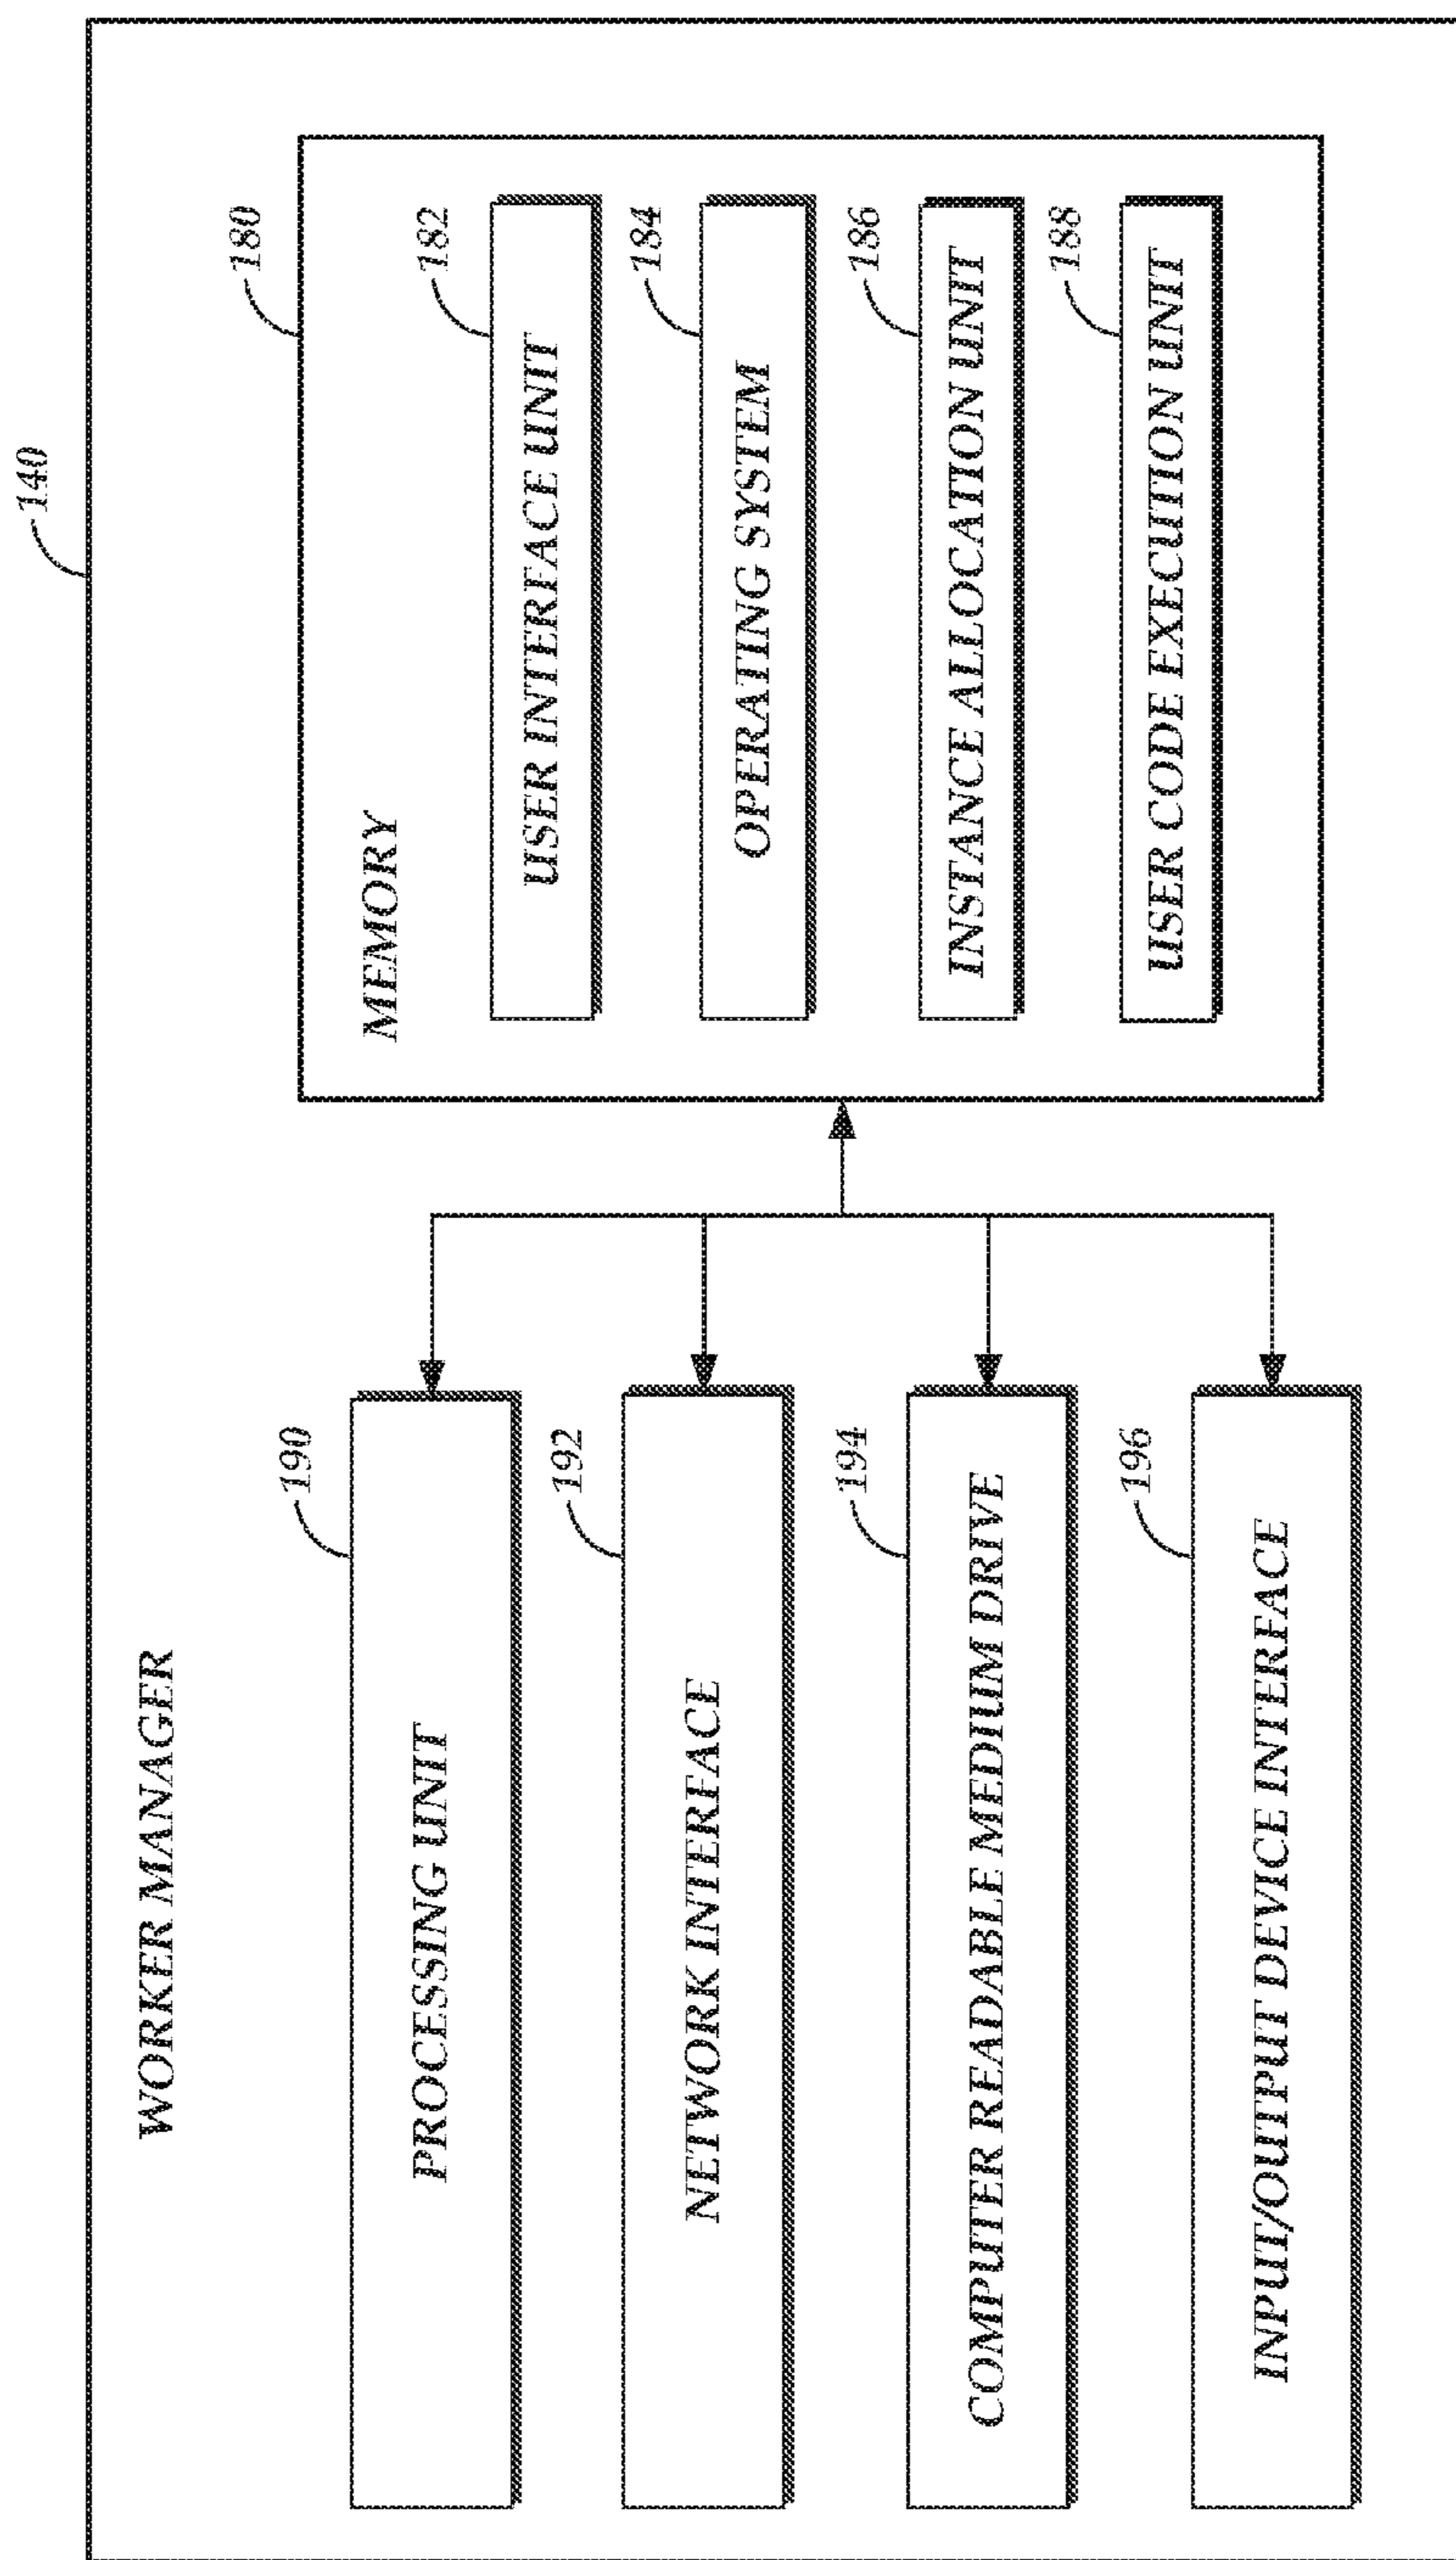 140
WORKER MANAGER
190
PROCESSING UNIT
192
NETWORK INTERFACE
194
COMPUTER READABLE MEDIUM DRIVE
196
INPUT/OUTPUT DEVICE INTERFACE
180
MEMORY
182
USER INTERFACE UNIT
184
OPERATING SYSTEM
186
INSTANCE ALLOCATION UNIT
188
USER CODE EXECUTION UNIT